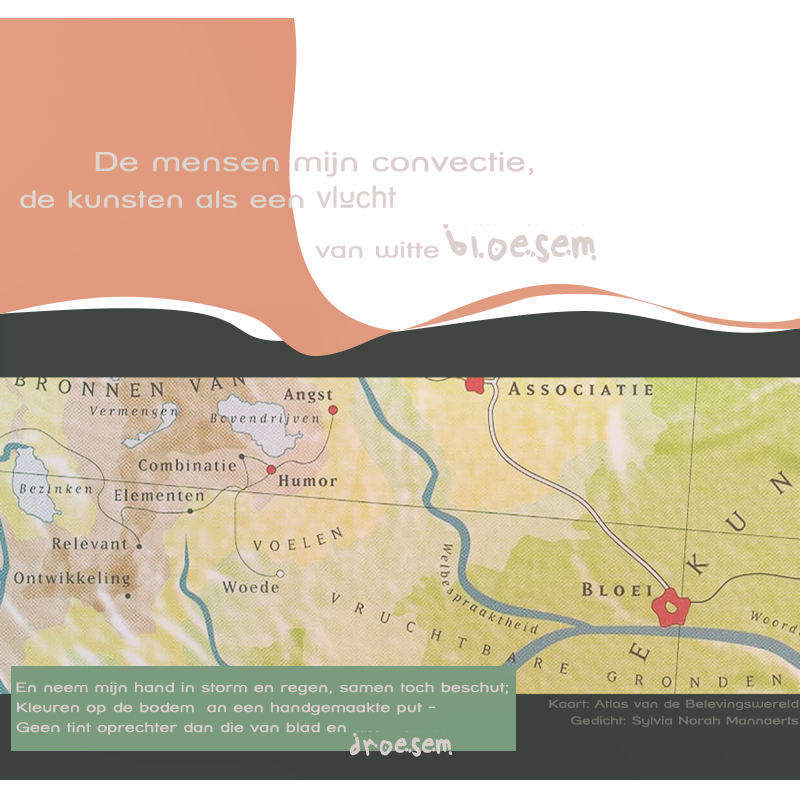 De mensen mijn convectie,
de kunsten als een vlucht
van witte bloesem
BRONNEN VAN
Vermengen
Bovendrijven
Angst
ASSOCIATIE
Combinatie
Bezinken
Elementen
Humor
KUN
Relevant
VOELEN
Ontwikkeling
Woede
Welbespraaktheid
BLOEI
VRUCHTBARE GRONDEN
Woord
E
En neem mijn hand in storm en regen, samen toch beschut;
Kleuren op de bodem an een handgemaakte put -
Geen tint oprechter dan die van blad en
droesem
Kaart: Atlas van de Belevingswereld
Gedicht: Sylvia Norah Mannaerts